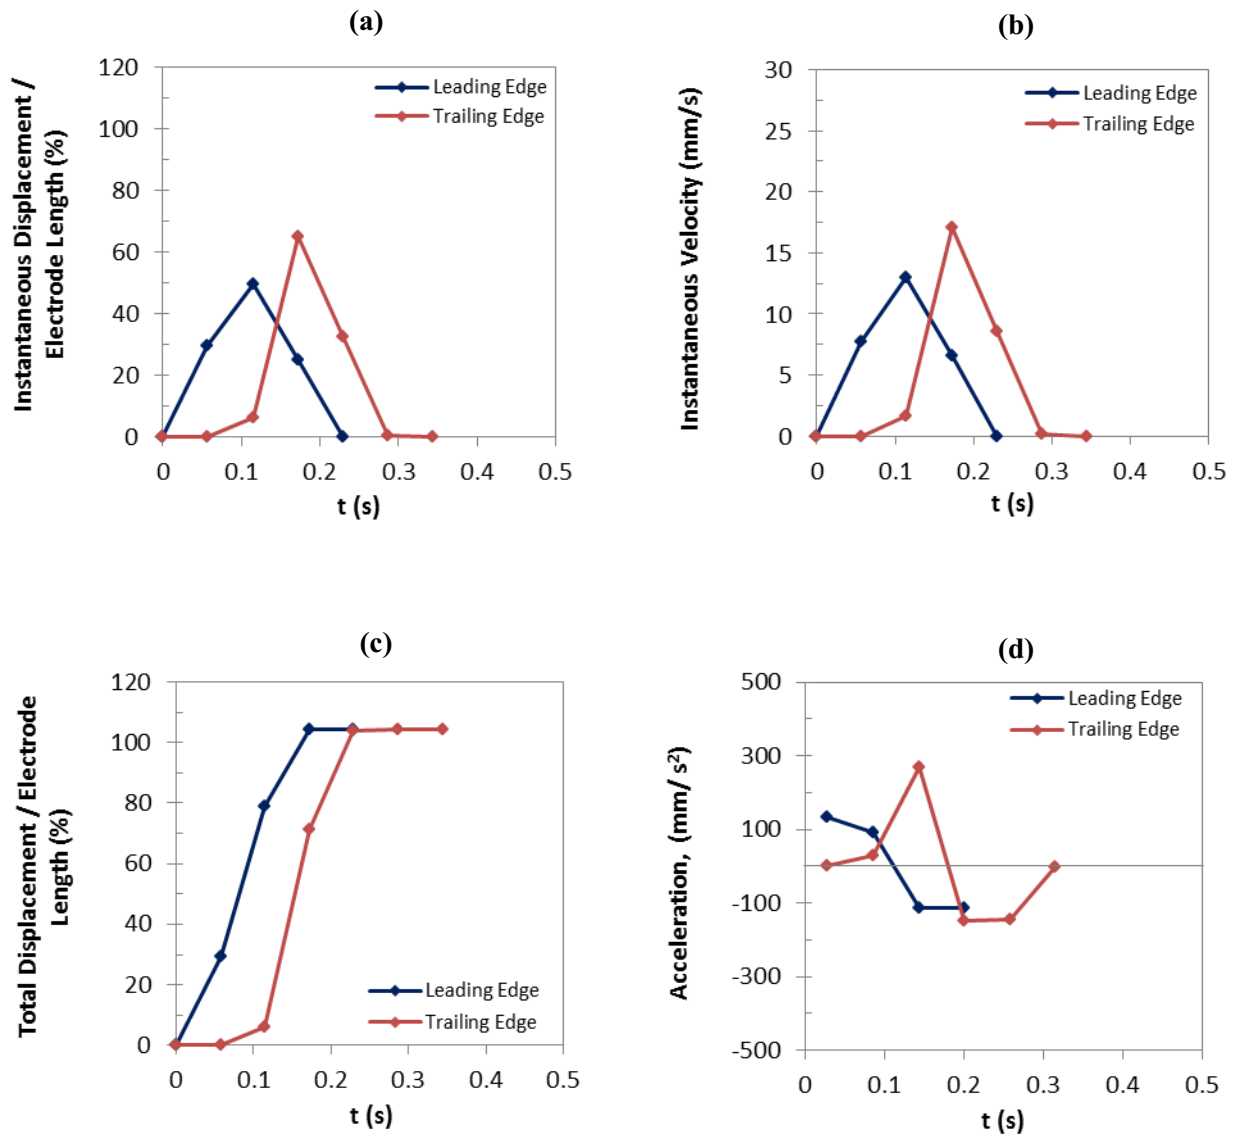 (a)
Instantaneous Displacement /
Electrode Length (%)
120
100
80
60
40
20
0
Leading Edge
Trailing Edge
0 0.1 0.2 0.3 0.4 0.5
t (s)
(b)
Instantaneous Velocity (mm/s)
30
25
20
15
10
5
0
Leading Edge
Trailing Edge
0 0.1 0.2 0.3 0.4 0.5
t (s)
(c)
Total Displacement / Electrode
Length (%)
120
100
80
60
40
20
0
Leading Edge
Trailing Edge
0 0.1 0.2 0.3 0.4 0.5
t (s)
(d)
Acceleration, (mm/ s²)
500
300
100
-100
-300
-500
Leading Edge
Trailing Edge
0 0.1 0.2 0.3 0.4 0.5
t (s)